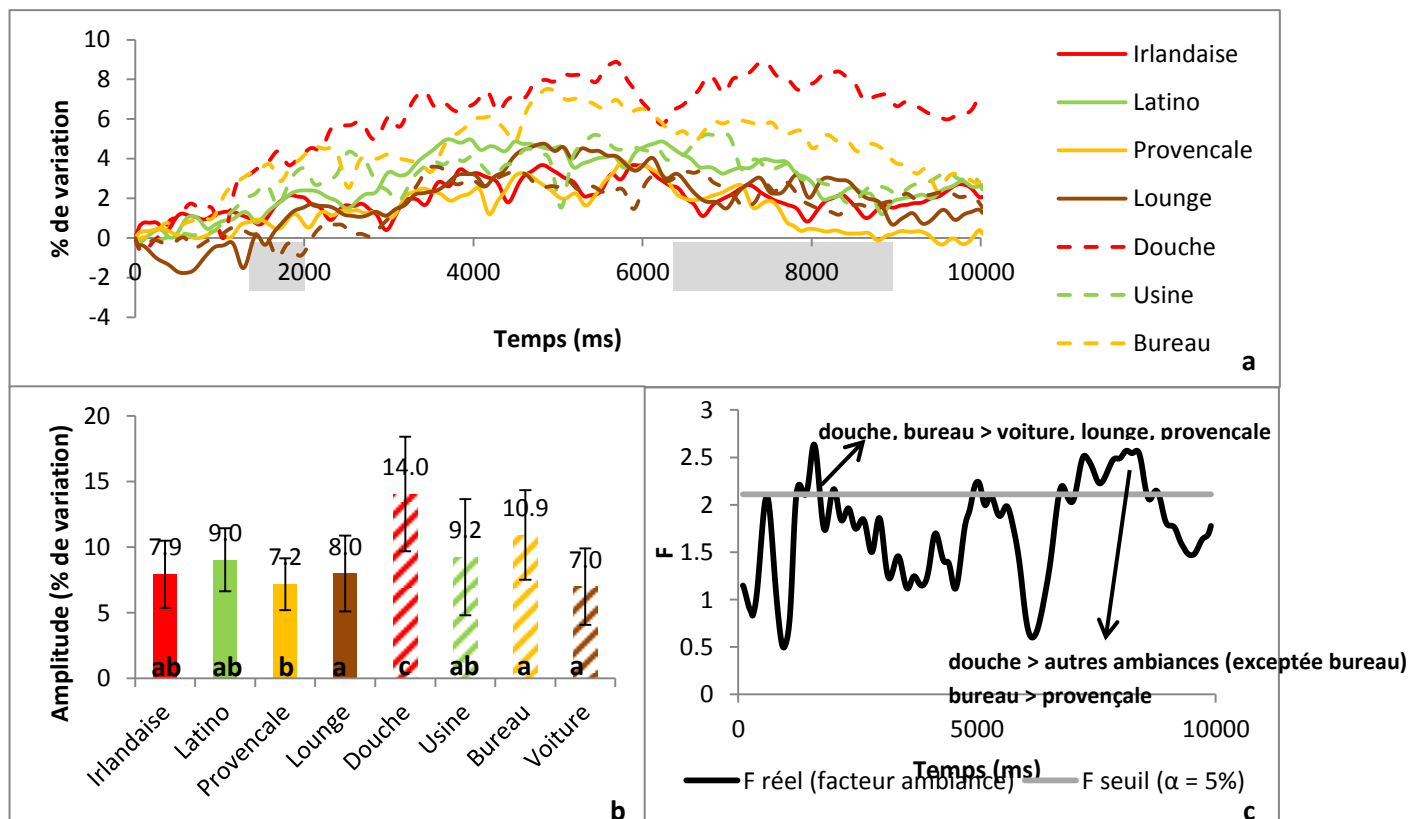 10
8
6
4
2
0
-2
-4
% de variation
0 2000 4000 6000 8000 10000
Temps (ms)
Irlandaise
Latino
Provencale
Lounge
Douche
Usine
Bureau
a
20
15
10
5
0
Amplitude (% de variation)
7.9 9.0 7.2 8.0 14.0 9.2 10.9 7.0
ab ab b a c ab a a
Irlandaise Latino Provencale Lounge Douche Usine Bureau Voiture
b
3
2.5
2
1.5
1
0.5
0
F
douche, bureau > voiture, lounge, provençale
douche > autres ambiances (exceptée bureau)
bureau > provençale
0 5000 10000
Temps (ms)
F réel (facteur ambiance) F seuil (α = 5%)
c